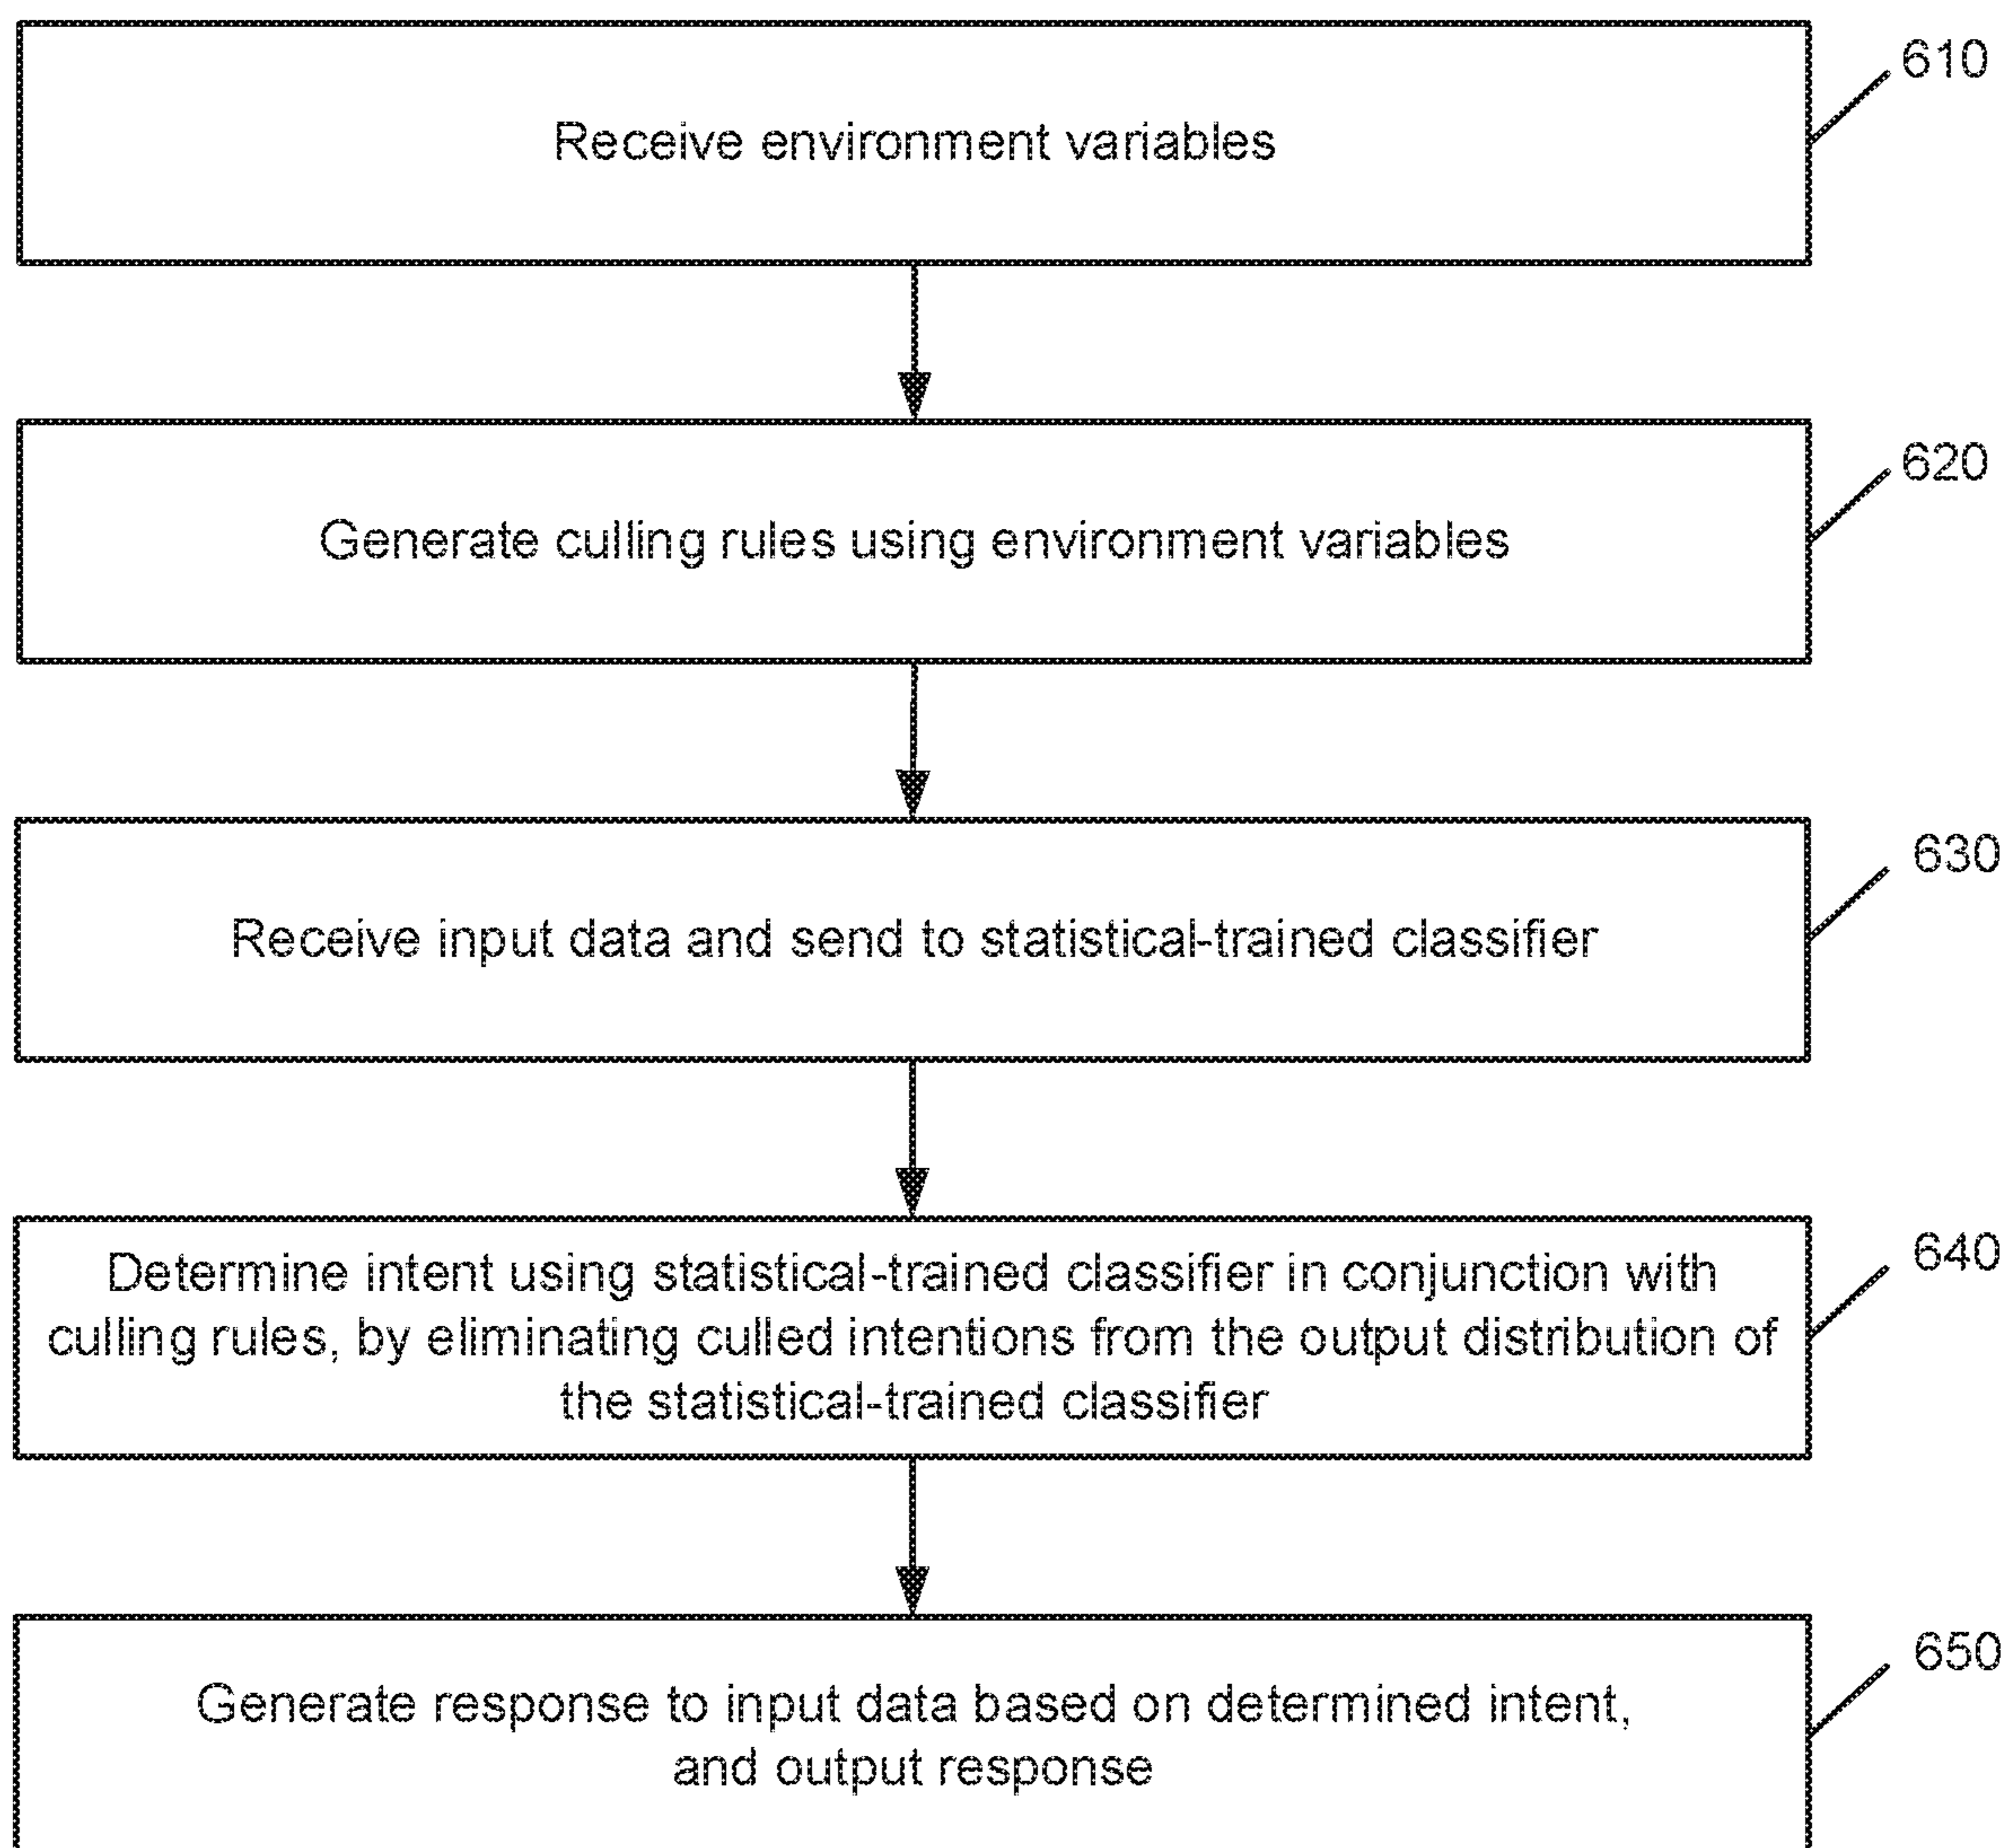 610
Receive environment variables
620
Generate culling rules using environment variables
630
Receive input data and send to statistical-trained classifier
640
Determine intent using statistical-trained classifier in conjunction with
culling rules, by eliminating culled intentions from the output distribution of
the statistical-trained classifier
650
Generate response to input data based on determined intent,
and output response